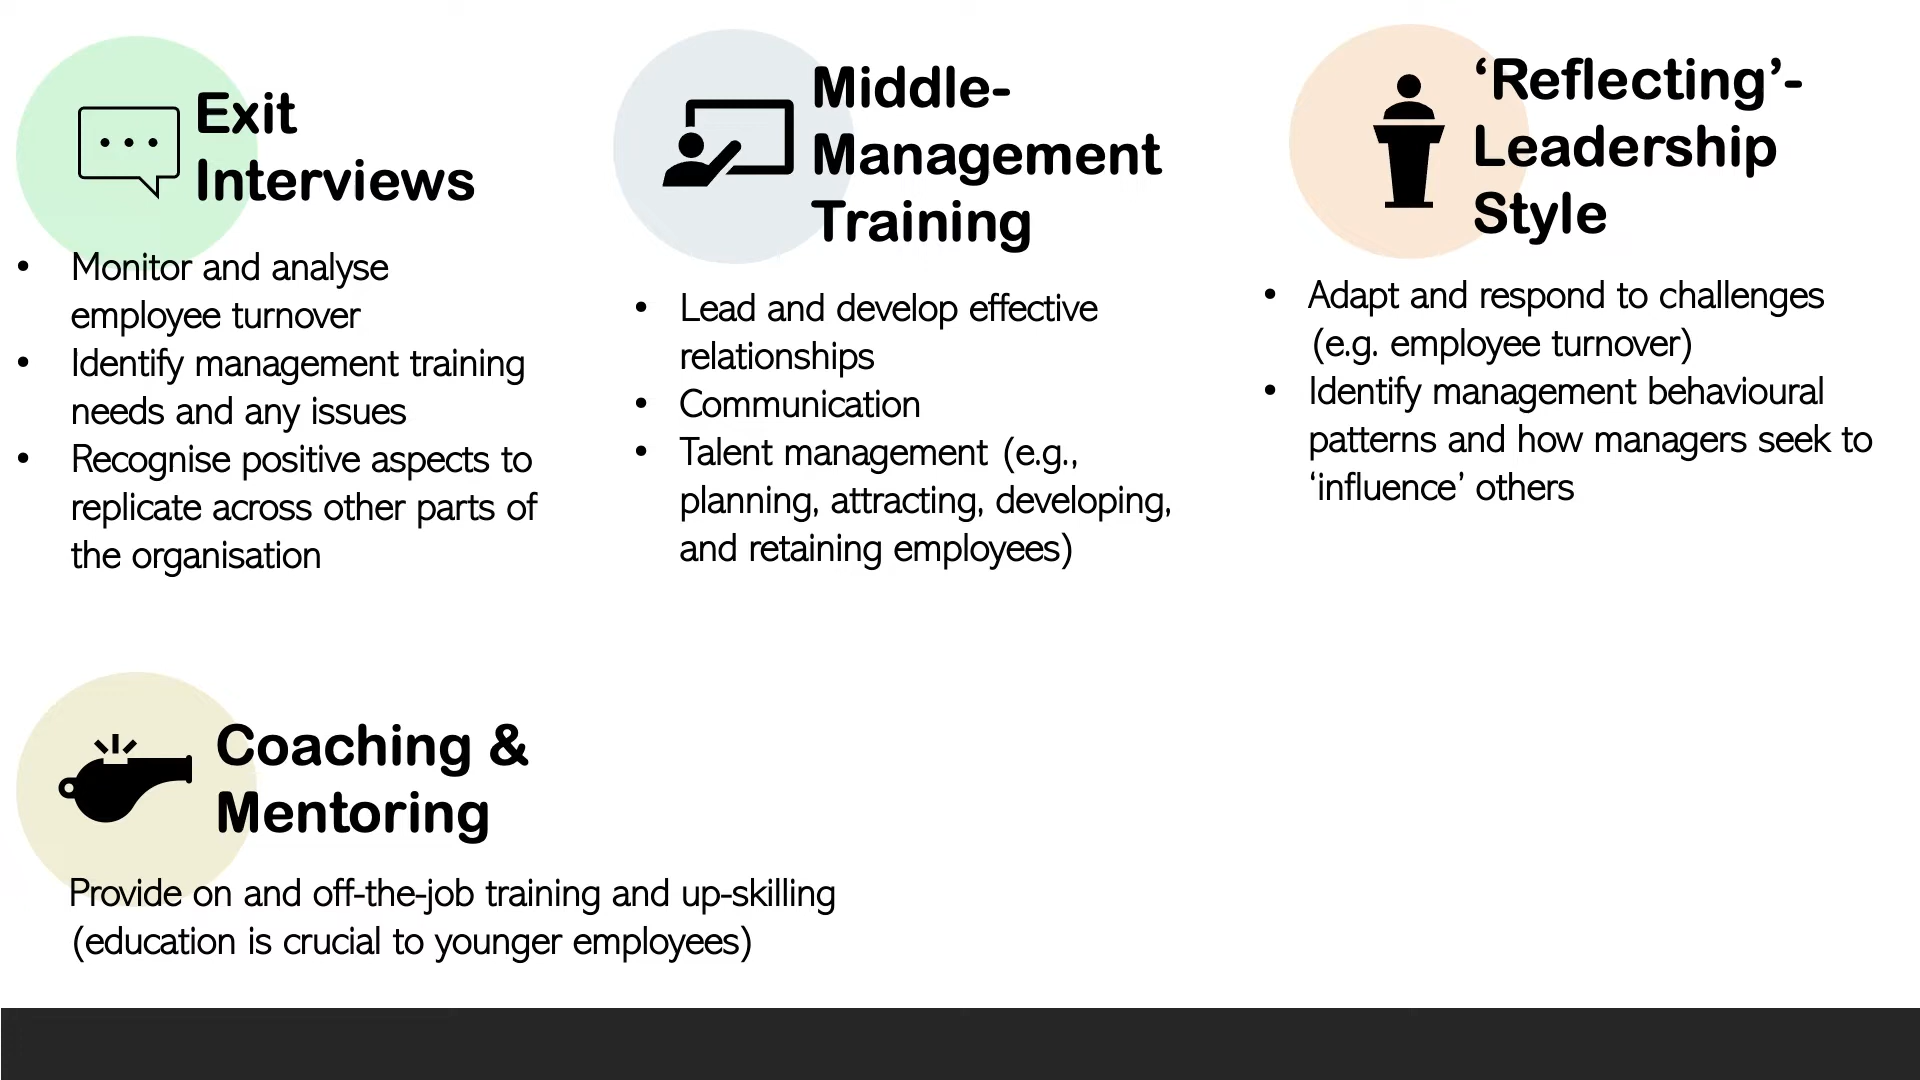 Exit
Interviews
• Monitor and analyse
employee turnover
• Identify management training
needs and any issues
• Recognise positive aspects to
replicate across other parts of
the organisation
Middle-
Management
Training
• Lead and develop effective
relationships
• Communication
• Talent management (e.g.,
planning, attracting, developing,
and retaining employees)
‘Reflecting’-
Leadership
Style
• Adapt and respond to challenges
(e.g. employee turnover)
• Identify management behavioural
patterns and how managers seek to
‘influence’ others
Coaching &
Mentoring
Provide on and off-the-job training and up-skilling
(education is crucial to younger employees)